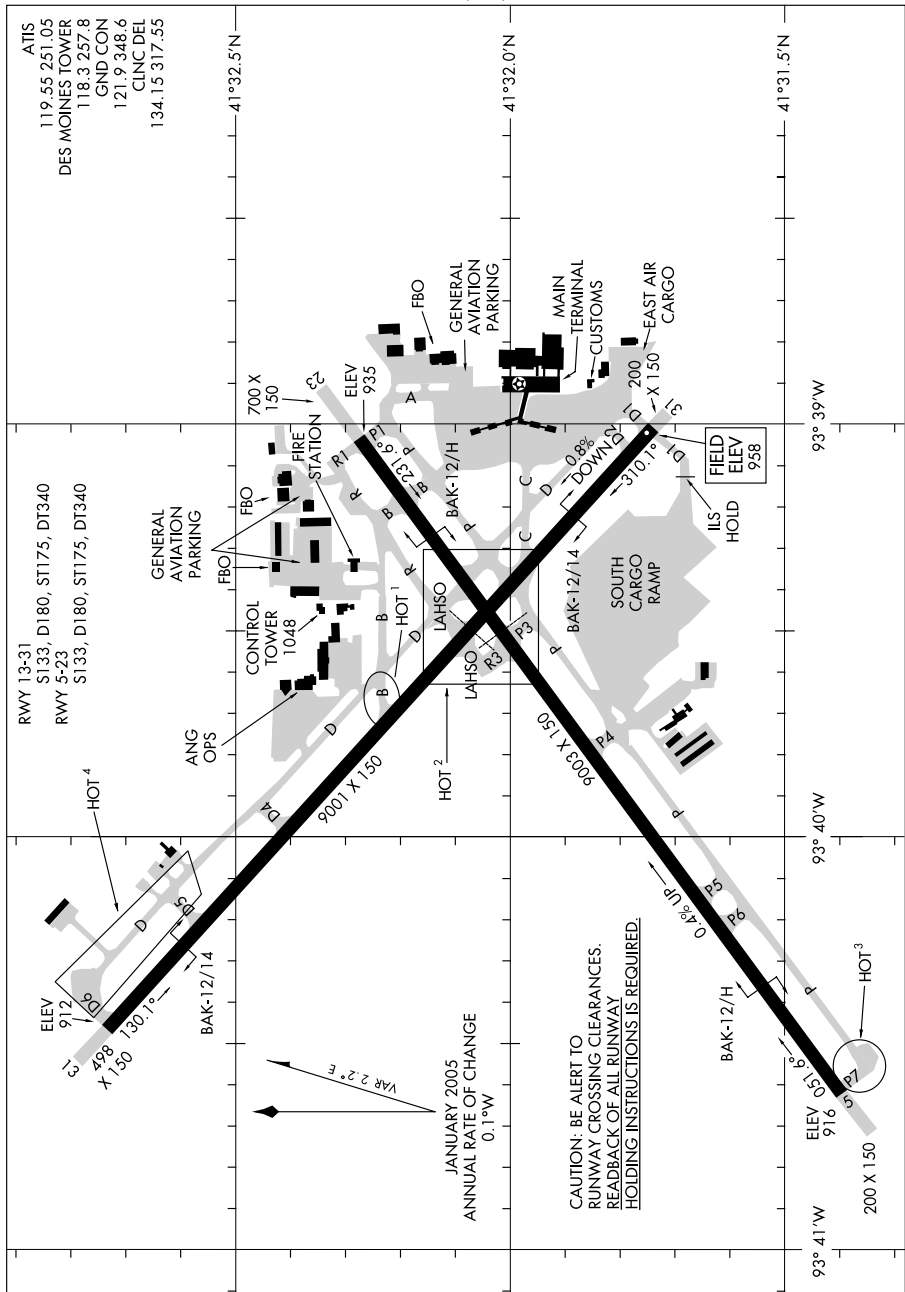 ATIS
119.55 251.05
DES MOINES TOWER
118.3 257.8
GND CON
121.9 348.6
CLNC DEL
134.15 317.55
RWY 13-31
S133, D180, ST175, DT340
RWY 5-23
S133, D180, ST175, DT340
41°32.5'N
41°32.0'N
41°31.5'N
93° 39'W
93° 40'W
93° 41'W
HOT 4
ANG
OPS
CONTROL
TOWER
1048
FBO
GENERAL
AVIATION
PARKING
FBO
FIRE
STATION
HOT 1
700 X
150
23
ELEV
935
A
FBO
GENERAL
AVIATION
PARKING
MAIN
TERMINAL
CUSTOMS
EAST AIR
CARGO
200
X 150
31
D1
D1
D2
FIELD
ELEV
958
ILS
HOLD
0.8%
DOWN
310.1°
BAK-12/14
SOUTH
CARGO
RAMP
R1
P1
P
231.6°
R
B
B
BAK-12/H
P
C
C
D
R
B
D
B
D
LAHSO
LAHSO
R3
P3
P
HOT 2
9001 X 150
9003 X 150
D4
D5
D
D6
ELEV
912
13
498
X 150
130.1°
BAK-12/14
P4
P
P5
P6
0.4% UP
P
BAK-12/H
HOT 3
051.6°
P7
5
ELEV
916
200 X 150
VAR 2.2° E
JANUARY 2005
ANNUAL RATE OF CHANGE
0.1°W
CAUTION: BE ALERT TO
RUNWAY CROSSING CLEARANCES.
READBACK OF ALL RUNWAY
HOLDING INSTRUCTIONS IS REQUIRED.